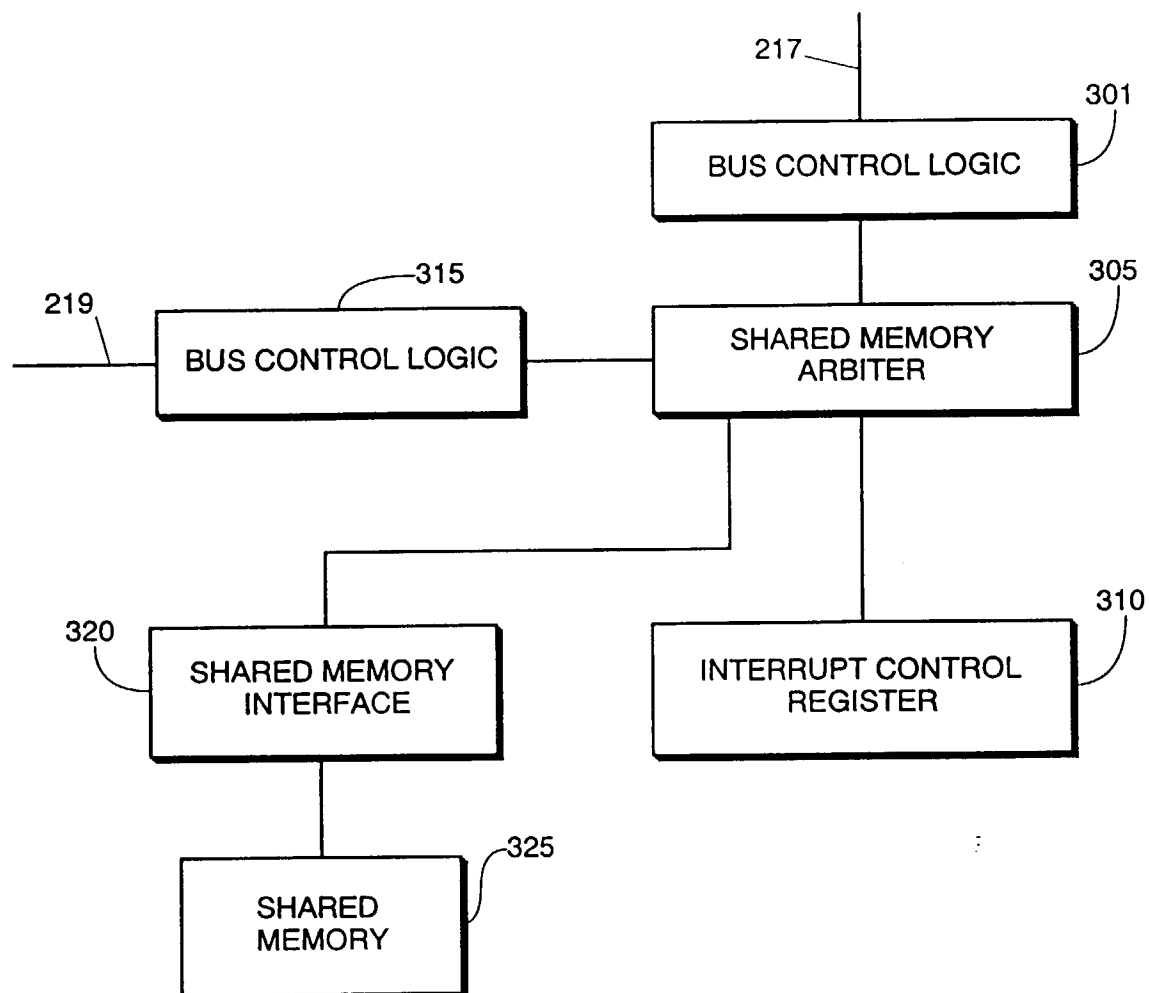 217
301
BUS CONTROL LOGIC
315
305
219
BUS CONTROL LOGIC
SHARED MEMORY
ARBITER
320
310
SHARED MEMORY
INTERFACE
INTERRUPT CONTROL
REGISTER
325
SHARED
MEMORY